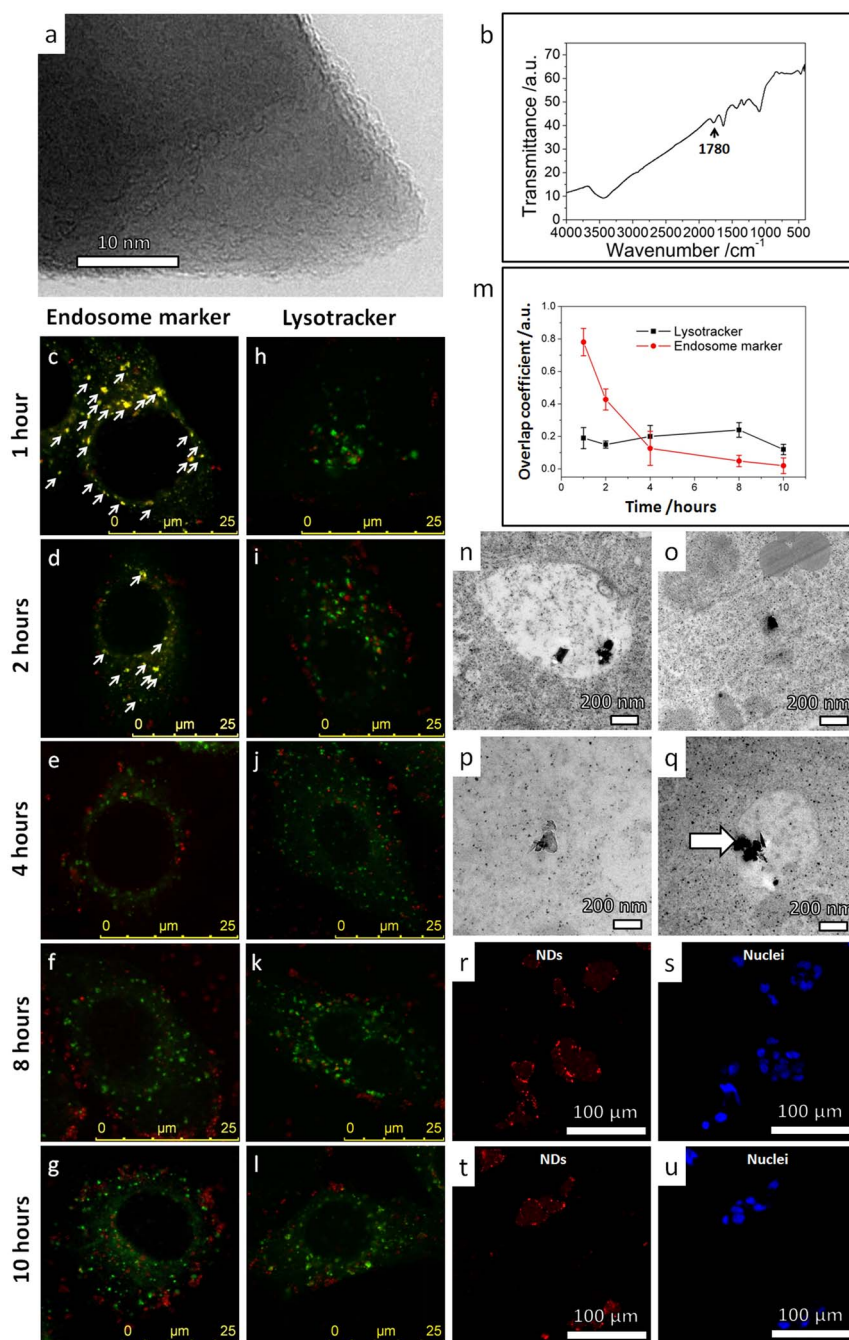 a
10 nm
b
Transmittance /a.u.
70
60
50
40
30
20
10
0
1780
4000 3500 3000 2500 2000 1500 1000 500
Wavenumber /cm⁻¹
Endosome marker
Lysotracker
1 hour
c
0 µm 25
h
0 µm 25
2 hours
d
0 µm 25
i
0 µm 25
4 hours
e
0 µm 25
j
0 µm 25
8 hours
f
0 µm 25
k
0 µm 25
10 hours
g
0 µm 25
l
0 µm 25
m
Overlap coefficient /a.u.
1.0
0.8
0.6
0.4
0.2
0.0
Lysotracker
Endosome marker
0 2 4 6 8 10
Time /hours
n
200 nm
o
200 nm
p
200 nm
q
200 nm
r
NDs
100 µm
s
Nuclei
100 µm
t
NDs
100 µm
u
Nuclei
100 µm